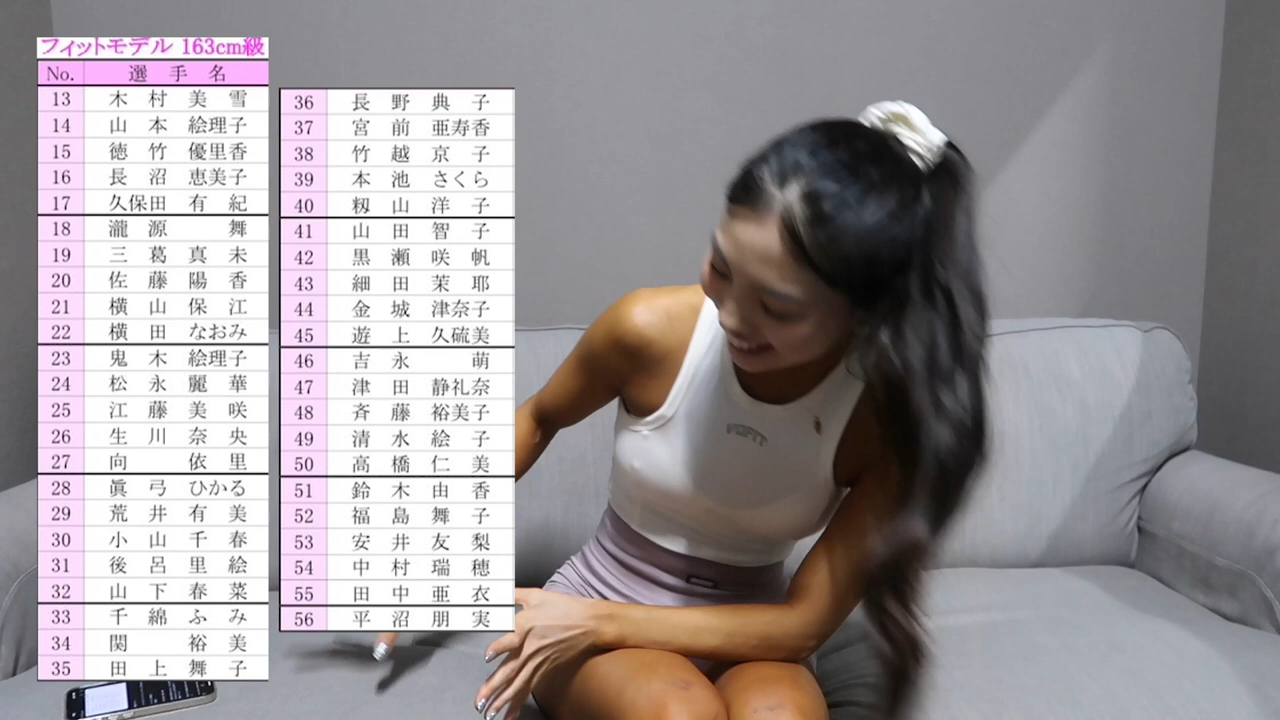 フィットモデル 163cm級
No. 選手名
13 木村美雪
14 山本絵理子
15 徳竹優里香
16 長沼恵美子
17 久保田有紀
18 瀧源舞
19 三葛真未
20 佐藤陽香
21 横山保江
22 横田なおみ
23 鬼木絵理子
24 松永麗華
25 江藤美咲
26 生川奈央
27 向依里
28 眞弓ひかる
29 荒井有美
30 小山千春
31 後呂里絵
32 山下春菜
33 千綿ふみ
34 関裕美
35 田上舞子
36 長野典子
37 宮前亜寿香
38 竹越京子
39 本池さくら
40 籾山洋子
41 山田智子
42 黒瀬咲帆
43 細田茉耶
44 金城津奈子
45 遊上久硫美
46 吉永萌
47 津田静礼奈
48 斉藤裕美子
49 清水絵子
50 高橋仁美
51 鈴木由香
52 福島舞子
53 安井友梨
54 中村瑞穂
55 田中亜衣
56 平沼朋実